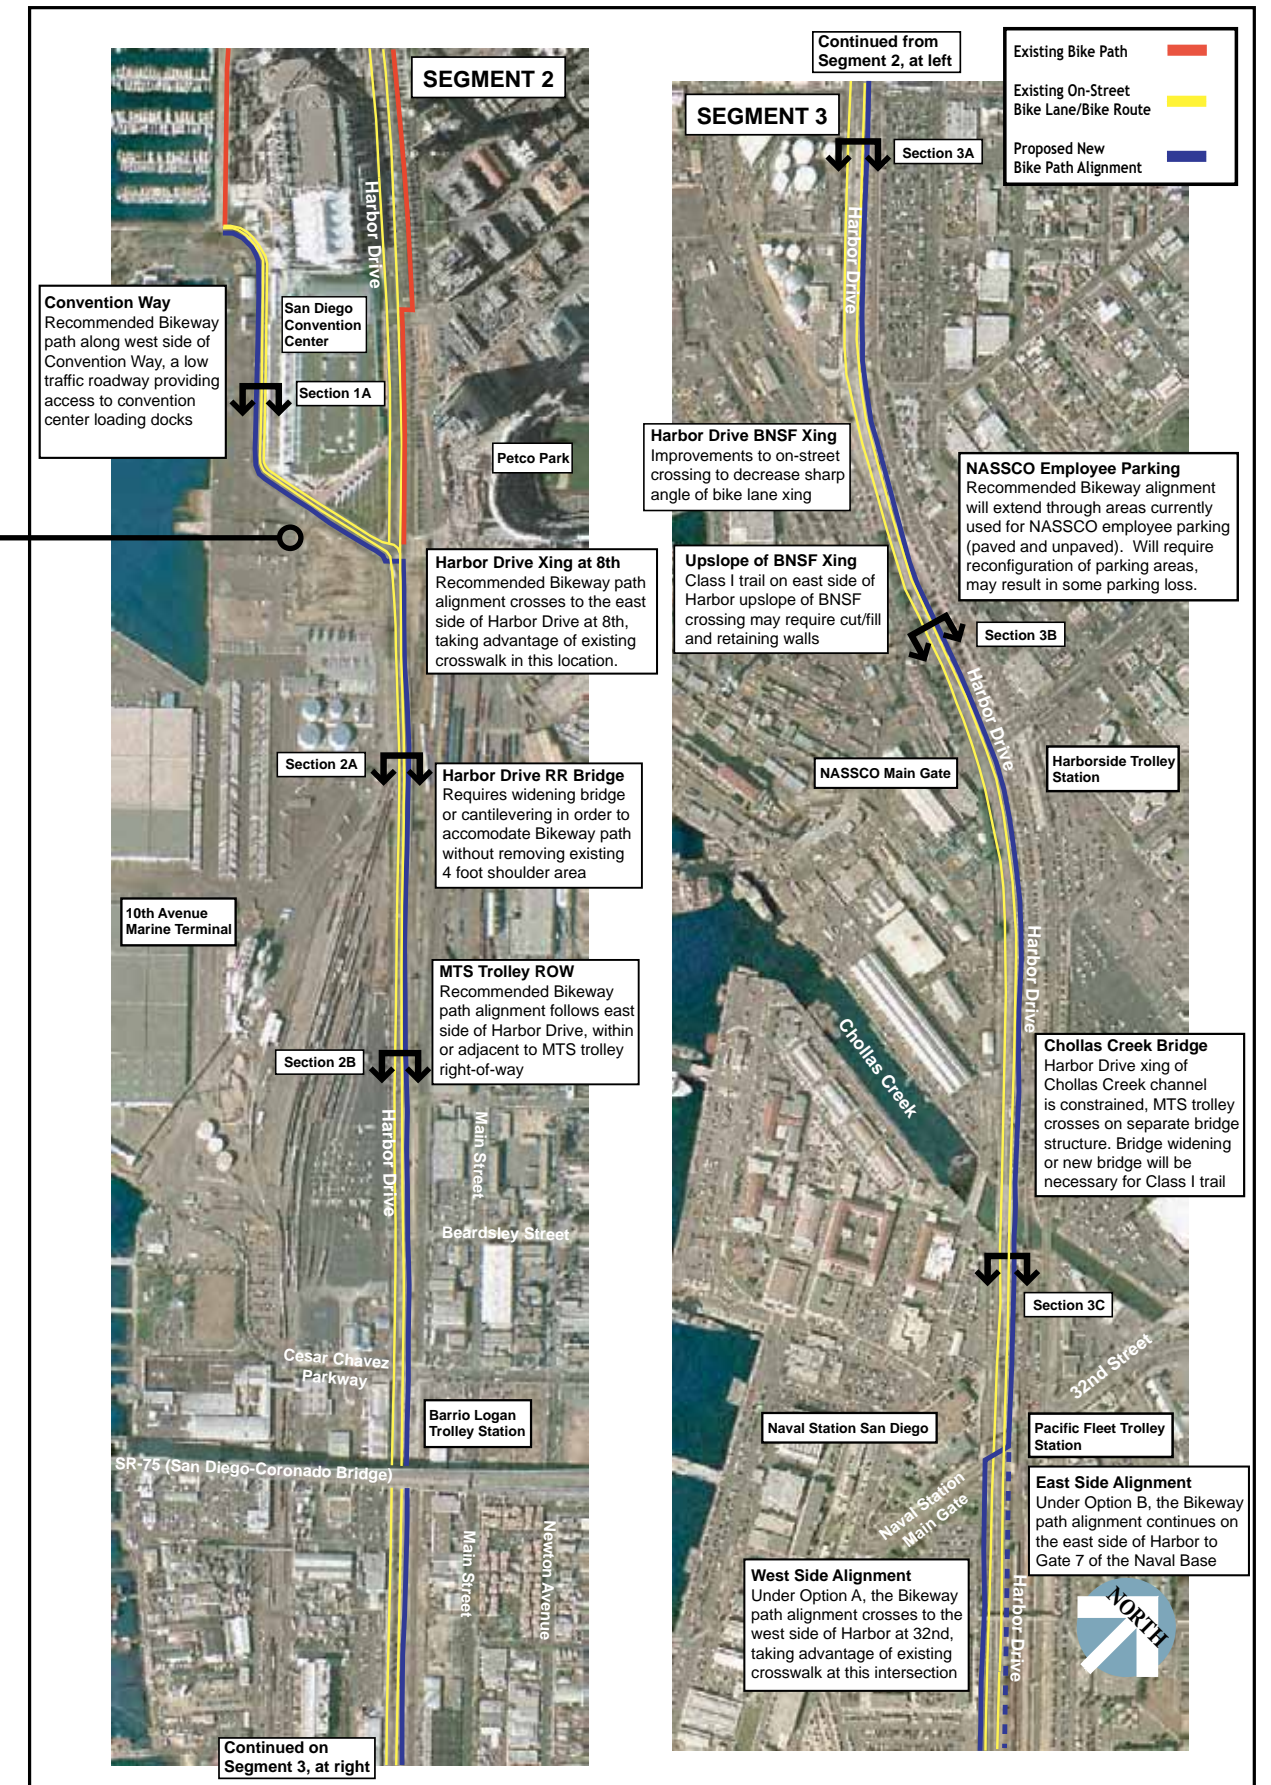 SEGMENT 2
Harbor Drive
Convention Way
Recommended Bikeway
path along west side of
Convention Way, a low
traffic roadway providing
access to convention
center loading docks
San Diego
Convention
Center
Section 1A
Petco Park
Harbor Drive Xing at 8th
Recommended Bikeway path
alignment crosses to the east
side of Harbor Drive at 8th,
taking advantage of existing
crosswalk in this location.
Section 2A
Harbor Drive RR Bridge
Requires widening bridge
or cantilevering in order to
accomodate Bikeway path
without removing existing
4 foot shoulder area
10th Avenue
Marine Terminal
MTS Trolley ROW
Recommended Bikeway
path alignment follows east
side of Harbor Drive, within
or adjacent to MTS trolley
right-of-way
Section 2B
Harbor Drive
Main Street
Beardsley Street
Cesar Chavez
Parkway
Barrio Logan
Trolley Station
SR-75 (San Diego-Coronado Bridge)
Main Street
Newton Avenue
Continued on
Segment 3, at right
Continued from
Segment 2, at left
SEGMENT 3
Existing Bike Path
Existing On-Street
Bike Lane/Bike Route
Proposed New
Bike Path Alignment
Section 3A
Harbor Drive
Harbor Drive BNSF Xing
Improvements to on-street
crossing to decrease sharp
angle of bike lane xing
NASSCO Employee Parking
Recommended Bikeway alignment
will extend through areas currently
used for NASSCO employee parking
(paved and unpaved).  Will require
reconfiguration of parking areas,
may result in some parking loss.
Upslope of BNSF Xing
Class I trail on east side of
Harbor upslope of BNSF
crossing may require cut/fill
and retaining walls
Section 3B
Harbor Drive
NASSCO Main Gate
Harborside Trolley
Station
Harbor Drive
Chollas Creek
Chollas Creek Bridge
Harbor Drive xing of
Chollas Creek channel
is constrained, MTS trolley
crosses on separate bridge
structure. Bridge widening
or new bridge will be
necessary for Class I trail
Section 3C
32nd Street
Naval Station San Diego
Pacific Fleet Trolley
Station
Naval Station
Main Gate
East Side Alignment
Under Option B, the Bikeway
path alignment continues on
the east side of Harbor to
Gate 7 of the Naval Base
West Side Alignment
Under Option A, the Bikeway
path alignment crosses to the
west side of Harbor at 32nd,
taking advantage of existing
crosswalk at this intersection
Harbor Drive
NORTH